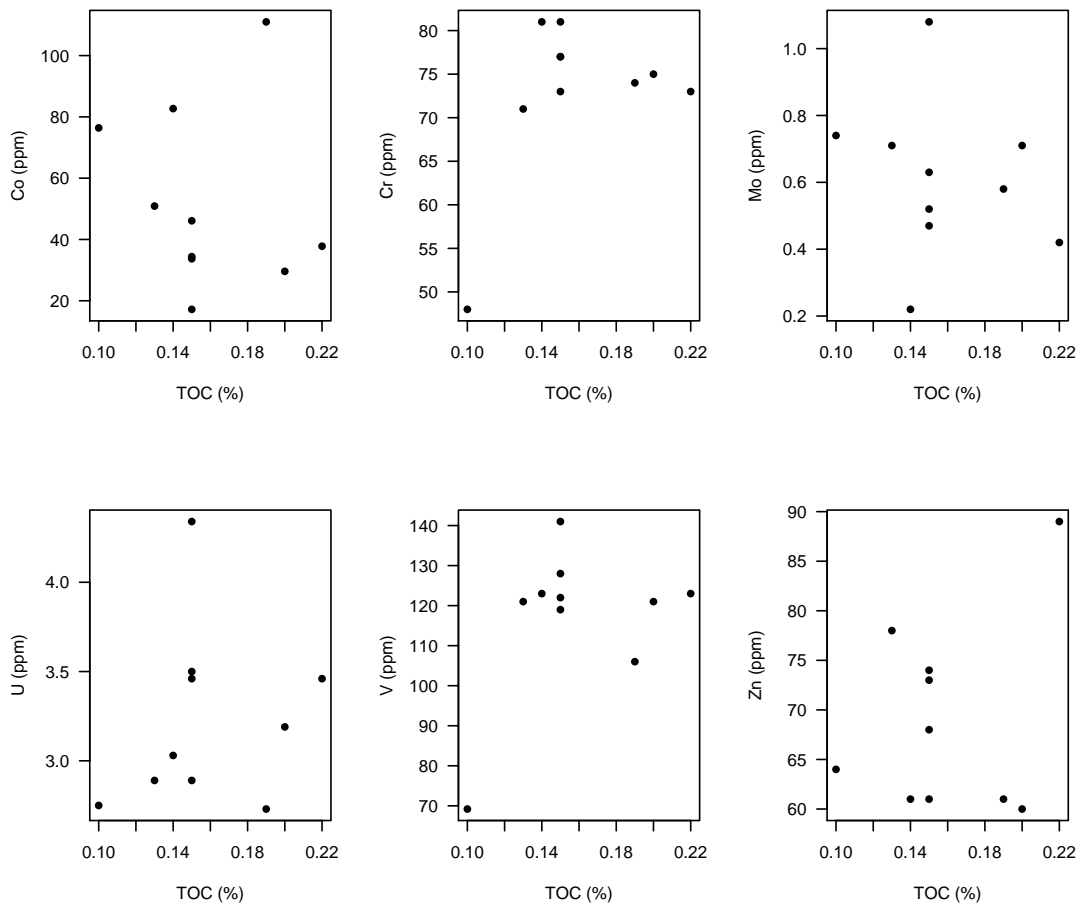 Co (ppm)
100
80
60
40
20
0.10 0.14 0.18 0.22
TOC (%)
Cr (ppm)
80
75
70
65
60
55
50
0.10 0.14 0.18 0.22
TOC (%)
Mo (ppm)
1.0
0.8
0.6
0.4
0.2
0.10 0.14 0.18 0.22
TOC (%)
U (ppm)
4.0
3.5
3.0
0.10 0.14 0.18 0.22
TOC (%)
V (ppm)
140
130
120
110
100
90
80
70
0.10 0.14 0.18 0.22
TOC (%)
Zn (ppm)
90
85
80
75
70
65
60
0.10 0.14 0.18 0.22
TOC (%)